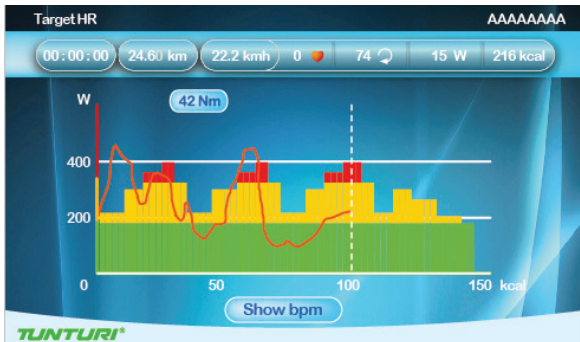 Target HR AAAAAAAA
00:00:00 24.60 km 22.2 kmh 0 74 15 W 216 kcal
W 42 Nm
400
200
0 50 100 150 kcal
Show bpm
TUNTURI®